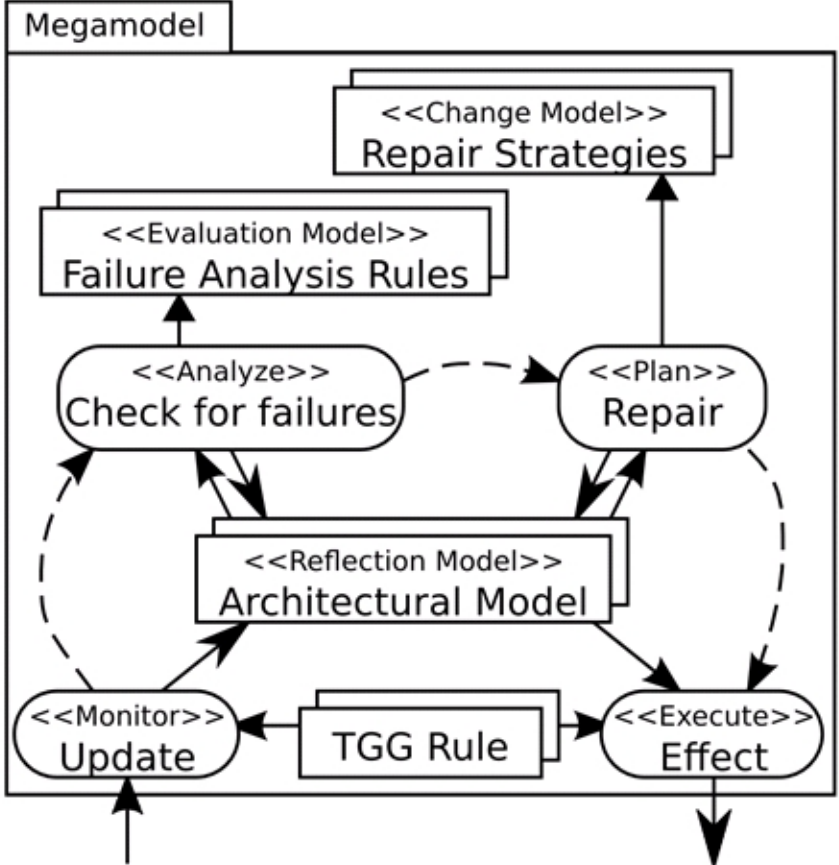 Megamodel
<<Change Model>>
Repair Strategies
<<Evaluation Model>>
Failure Analysis Rules
<<Analyze>>
Check for failures
<<Plan>>
Repair
<<Reflection Model>>
Architectural Model
<<Monitor>>
Update
TGG Rule
<<Execute>>
Effect